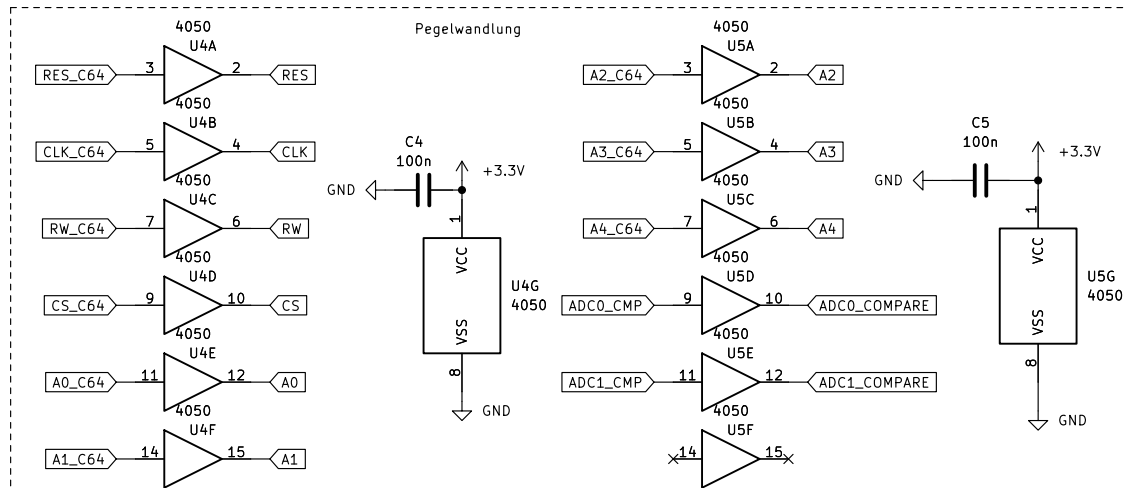 Pegelwandlung
4050
U4A
RES_C64 3 2 RES
4050
U4B
CLK_C64 5 4 CLK
4050
U4C
RW_C64 7 6 RW
4050
U4D
CS_C64 9 10 CS
4050
U4E
A0_C64 11 12 A0
4050
U4F
A1_C64 14 15 A1
C4
100n
+3.3V
GND
1
VCC
U4G
4050
VSS
8
GND
4050
U5A
A2_C64 3 2 A2
4050
U5B
A3_C64 5 4 A3
4050
U5C
A4_C64 7 6 A4
4050
U5D
ADC0_CMP 9 10 ADC0_COMPARE
4050
U5E
ADC1_CMP 11 12 ADC1_COMPARE
4050
U5F
14 15
C5
100n
+3.3V
GND
1
VCC
U5G
4050
VSS
8
GND